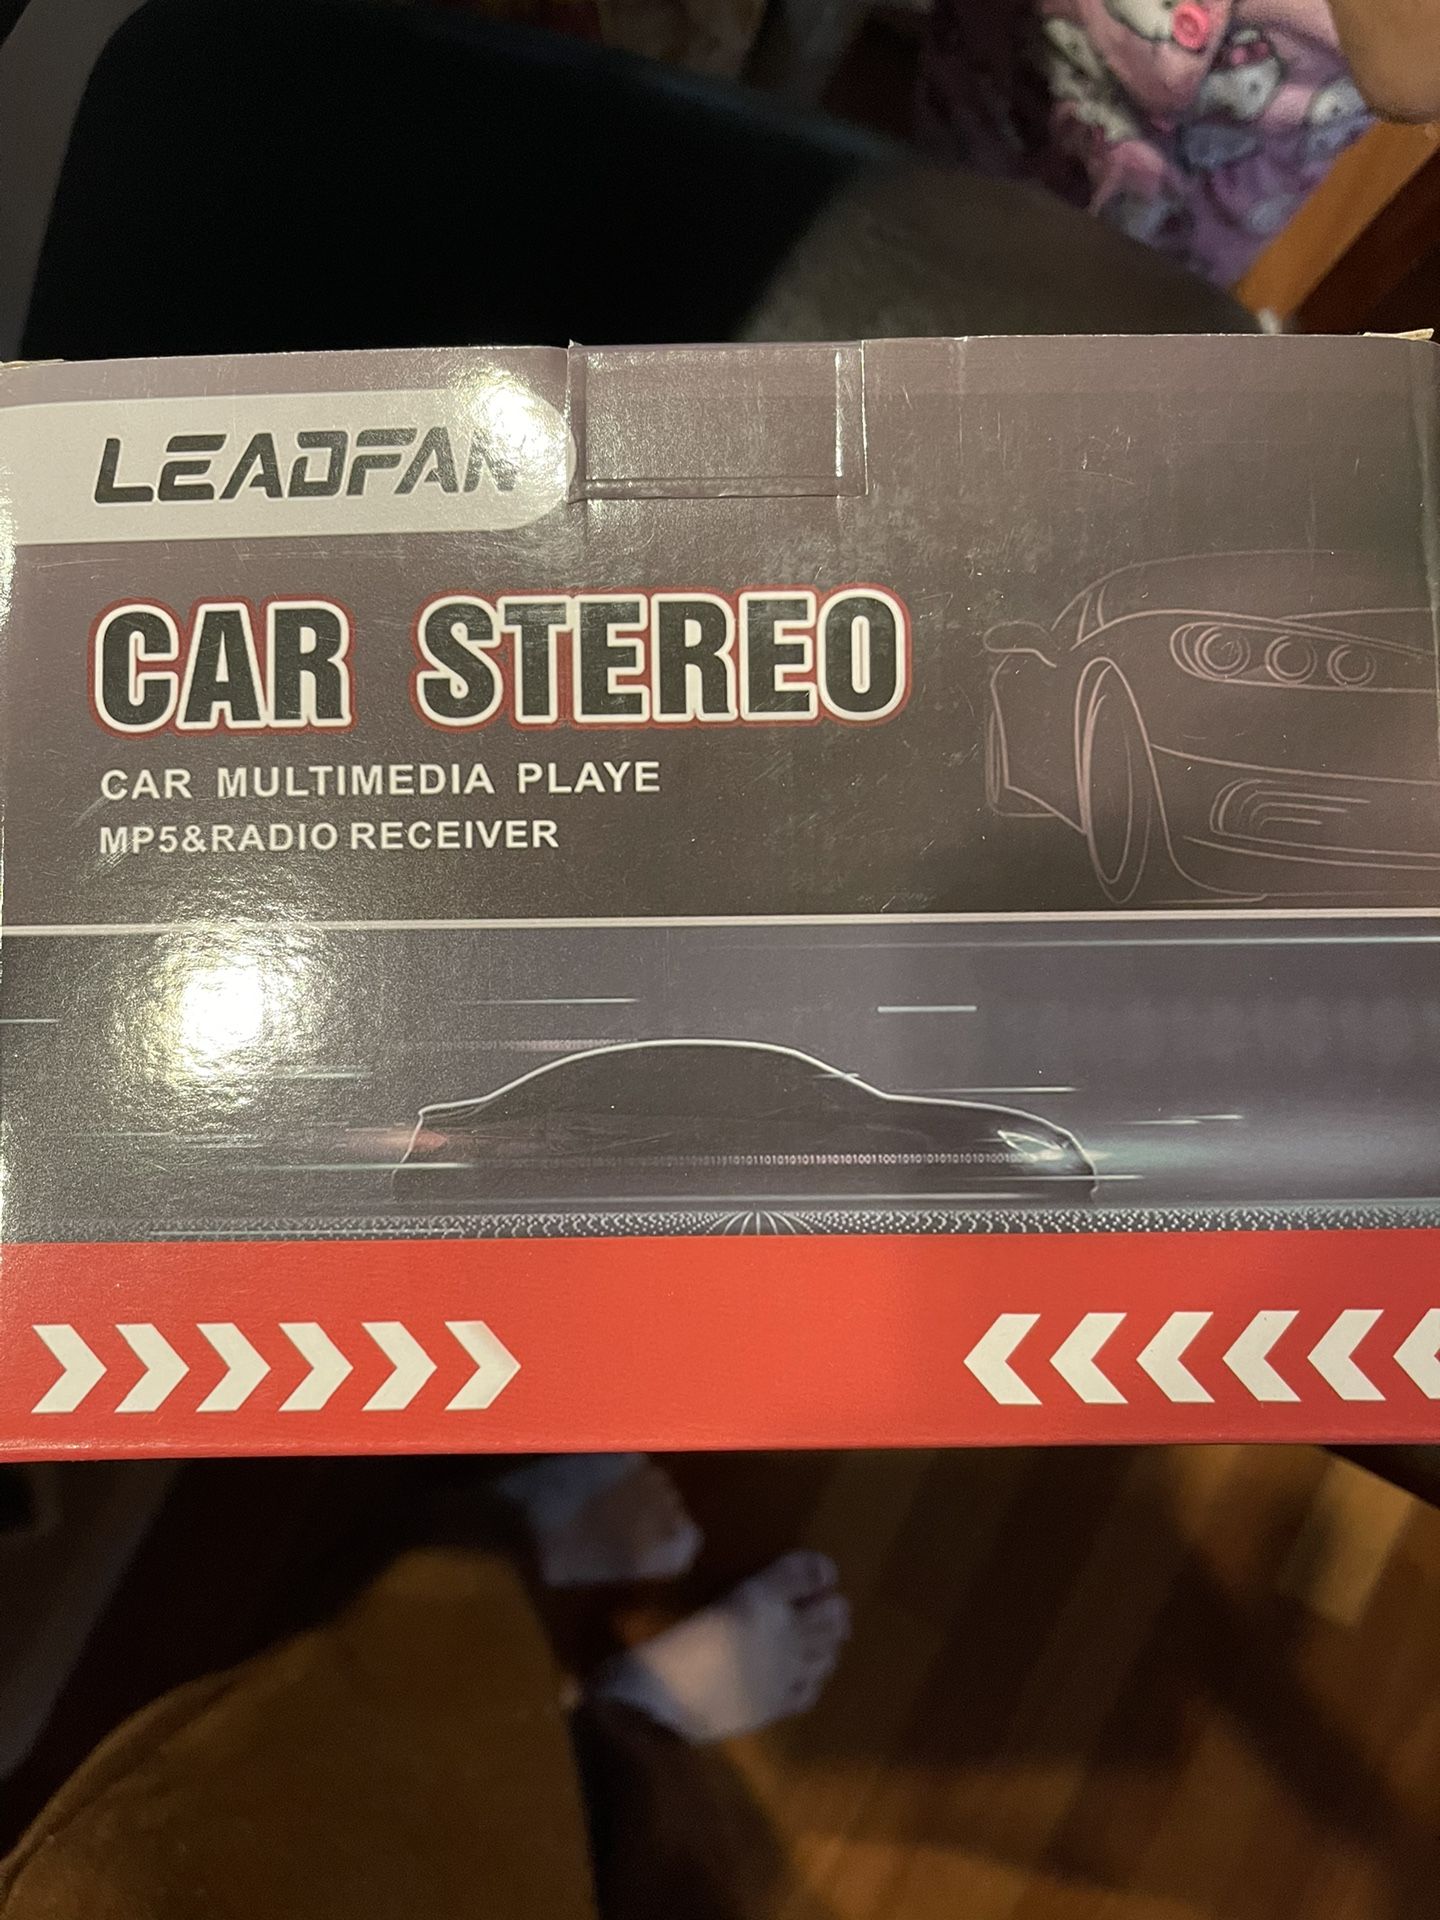 LEADFAN
CAR STEREO
CAR MULTIMEDIA PLAYE
MP5&RADIO RECEIVER